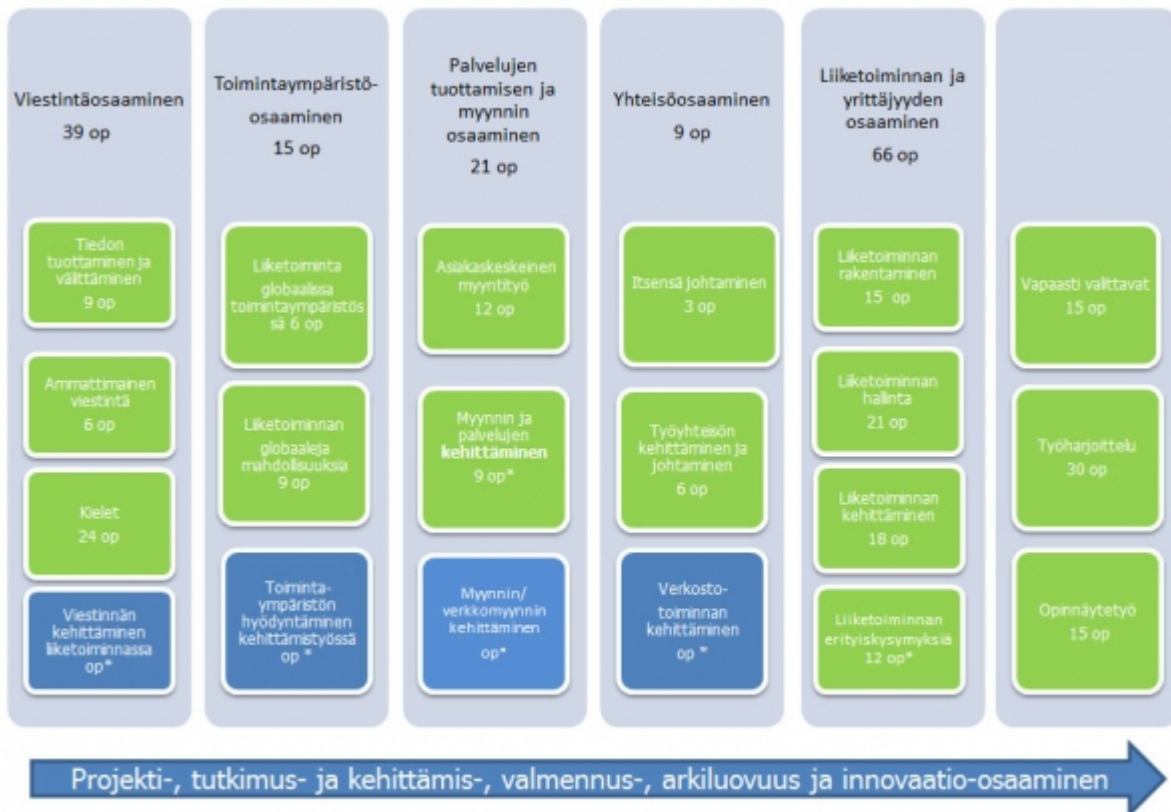 Viestintäosaaminen
39 op
Tiedon
tuottaminen ja
välittäminen
9 op
Ammattimainen
viestintä
6 op
Kielet
24 op
Viestinnän
kehittäminen
liiketoiminnassa
op*
Toimintaympäristö-
osaaminen
15 op
Liiketoiminta
globaalissa
toimintaympäristös
sä 6 op
Liiketoiminnan
globaaleja
mahdollisuuksia
9 op
Toiminta-
ympäristön
hyödyntäminen
kehittämistyössä
op *
Palvelujen
tuottamisen ja
myynnin
osaaminen
21 op
Asiakaskeskeinen
myyntityö
12 op
Myynnin ja
palvelujen
kehittäminen
9 op*
Myynnin/
verkkomyynnin
kehittäminen
op*
Yhteisöosaaminen
9 op
Itsensä johtaminen
3 op
Työyhteisön
kehittäminen ja
johtaminen
6 op
Verkosto-
toiminnan
kehittäminen
op *
Liiketoiminnan ja
yrittäjyyden
osaaminen
66 op
Liiketoiminnan
rakentaminen
15 op
Liiketoiminnan
hallinta
21 op
Liiketoiminnan
kehittäminen
18 op
Liiketoiminnan
erityiskysymyksiä
12 op*
Vapaasti valittavat
15 op
Työharjoittelu
30 op
Opinnäytetyö
15 op
Projekti-, tutkimus- ja kehittämis-, valmennus-, arkiluovuus ja innovaatio-osaaminen